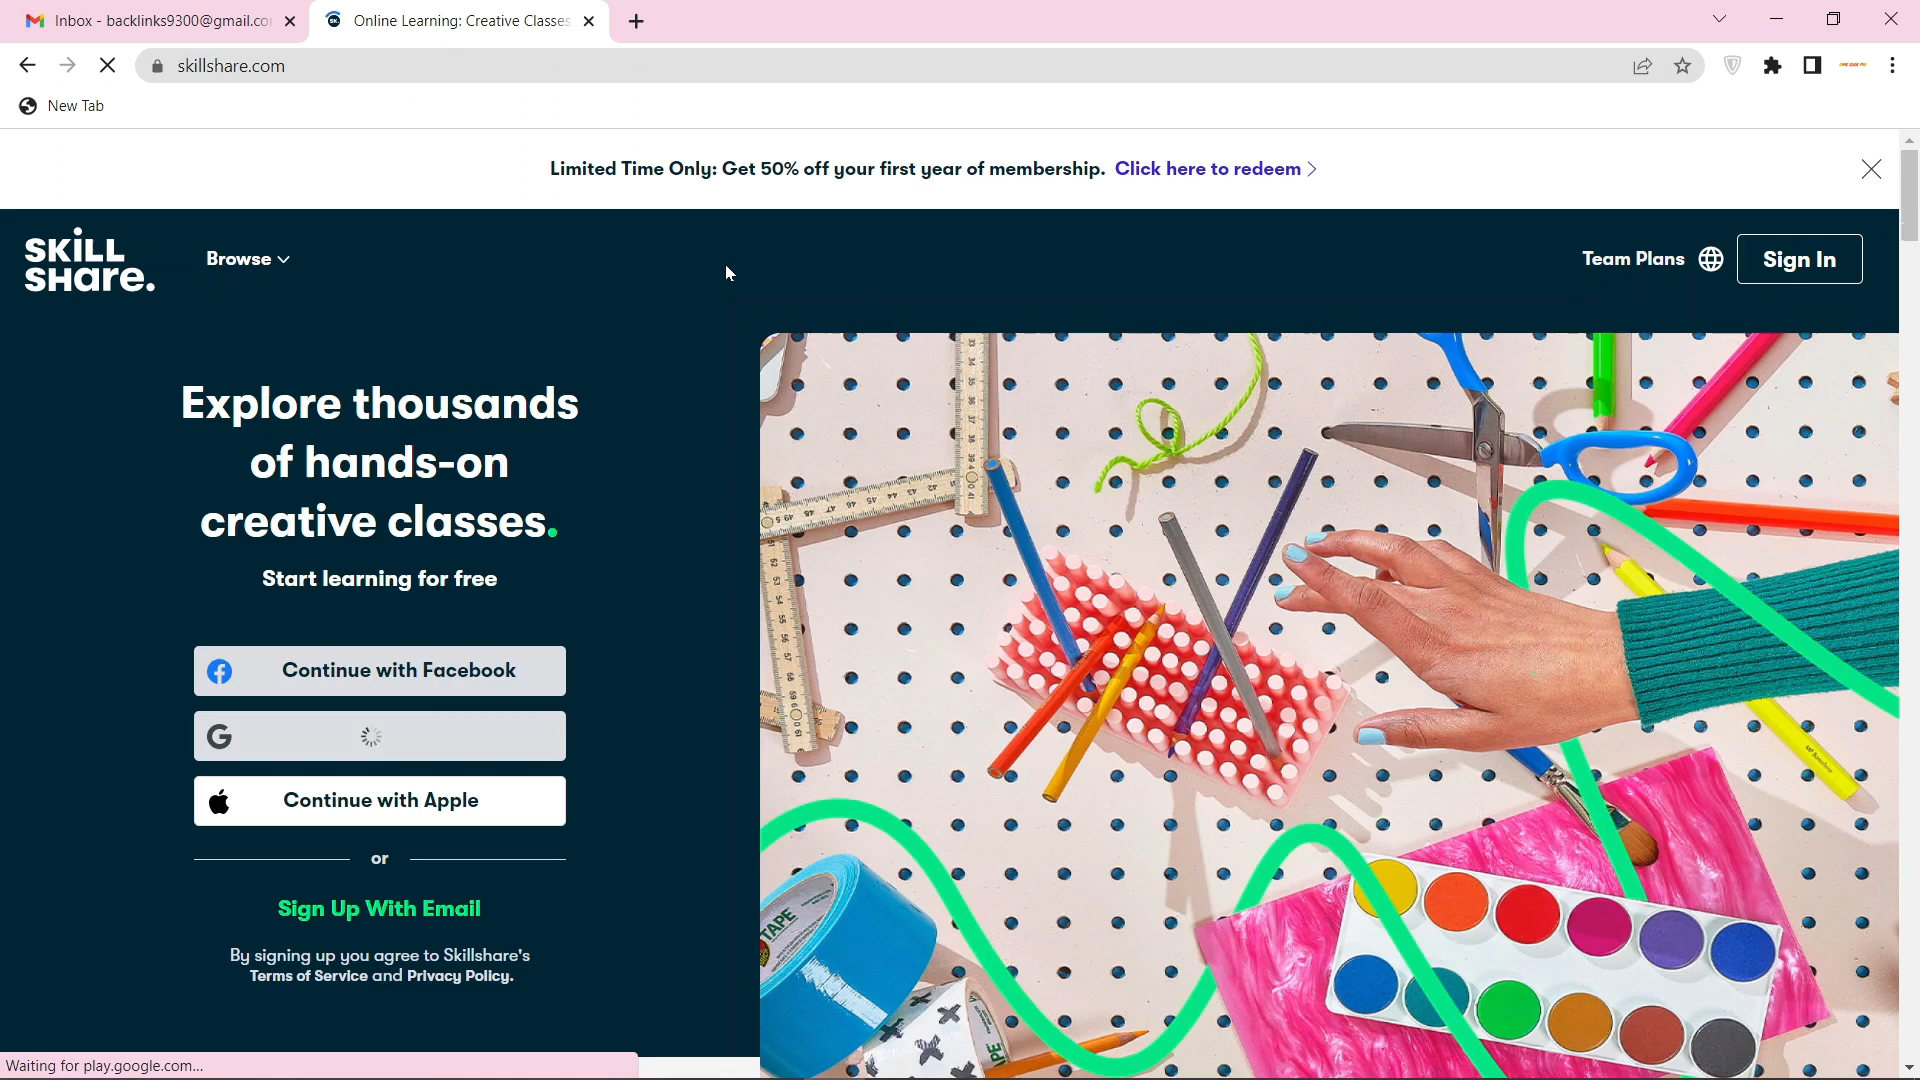 Inbox - backlinks9300@gmail.co
Online Learning: Creative Classes
skillshare.com
New Tab
Limited Time Only: Get 50% off your first year of membership. Click here to redeem
SKILL
SHare.
Browse
Team Plans
Sign In
Explore thousands
of hands-on
creative classes.
Start learning for free
Continue with Facebook
Continue with Apple
or
Sign Up With Email
By signing up you agree to Skillshare's
Terms of Service and Privacy Policy.
TAPE
Waiting for play.google.com...